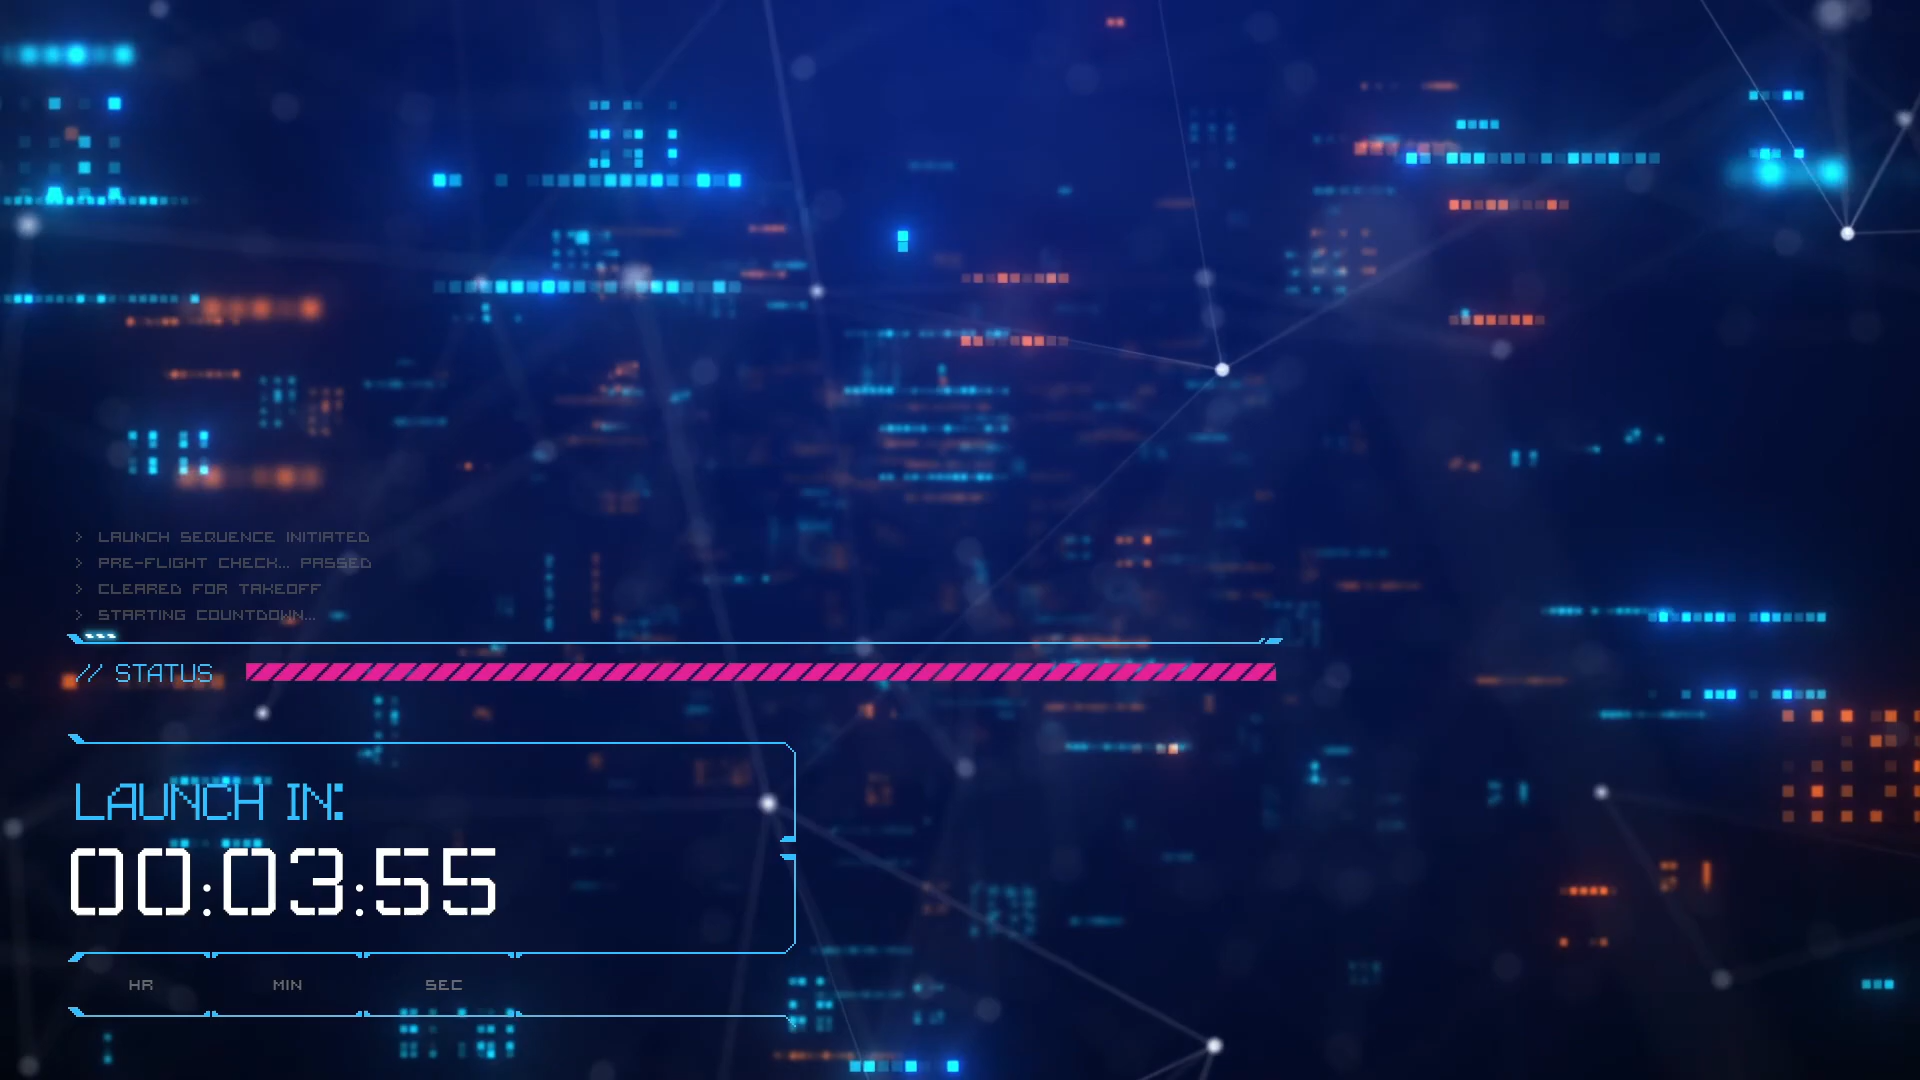 > LAUNCH SEQUENCE INITIATED
> PRE-FLIGHT CHECK... PASSED
> CLEARED FOR TAKEOFF
> STARTING COUNTDOWN...
// STATUS
LAUNCH IN:
00:03:55
HR MIN SEC